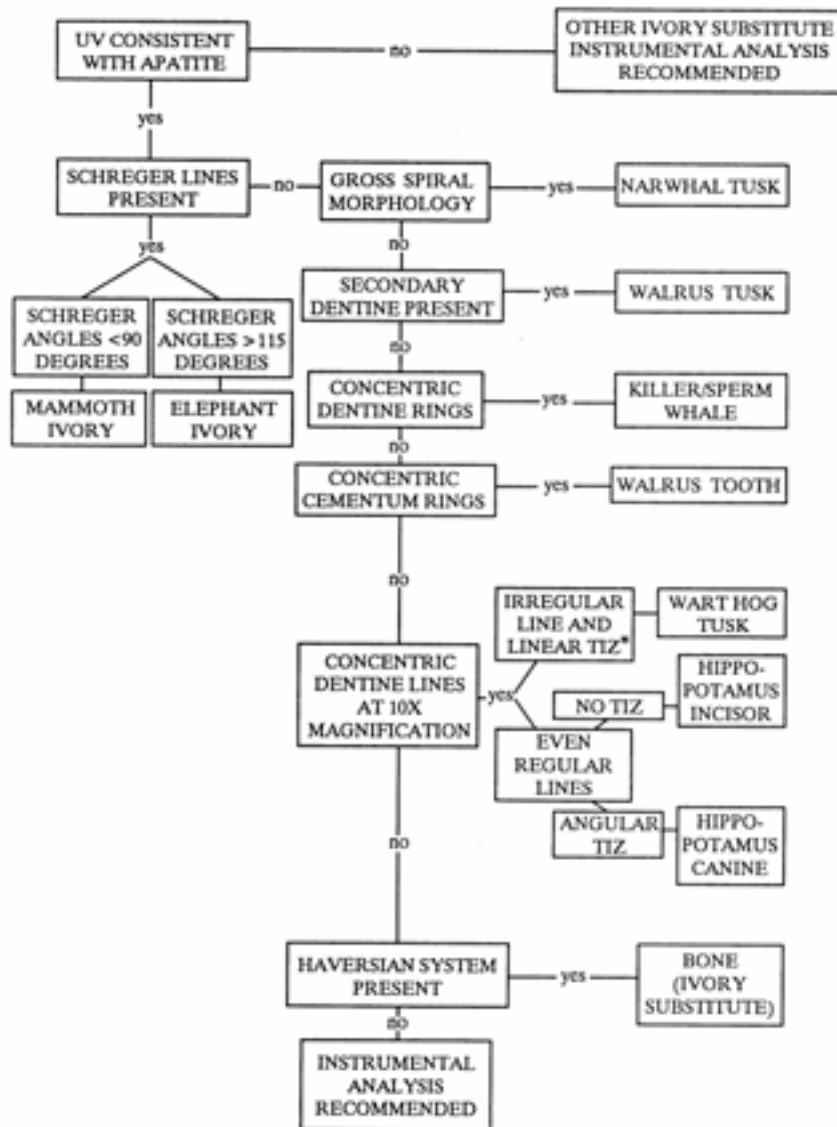 UV CONSISTENT
WITH APATITE
no
OTHER IVORY SUBSTITUTE
INSTRUMENTAL ANALYSIS
RECOMMENDED
yes
SCHREGER LINES
PRESENT
no
GROSS SPIRAL
MORPHOLOGY
yes
NARWHAL TUSK
yes
no
SCHREGER
ANGLES <90
DEGREES
SCHREGER
ANGLES >115
DEGREES
MAMMOTH
IVORY
ELEPHANT
IVORY
SECONDARY
DENTINE PRESENT
yes
WALRUS TUSK
no
CONCENTRIC
DENTINE RINGS
yes
KILLER/SPERM
WHALE
no
CONCENTRIC
CEMENTUM RINGS
yes
WALRUS TOOTH
no
CONCENTRIC
DENTINE LINES
AT 10X
MAGNIFICATION
yes
IRREGULAR
LINE AND
LINEAR TIZ*
WART HOG
TUSK
EVEN
REGULAR
LINES
NO TIZ
HIPPO-
POTAMUS
INCISOR
ANGULAR
TIZ
HIPPO-
POTAMUS
CANINE
no
HAVERSIAN SYSTEM
PRESENT
yes
BONE
(IVORY
SUBSTITUTE)
no
INSTRUMENTAL
ANALYSIS
RECOMMENDED